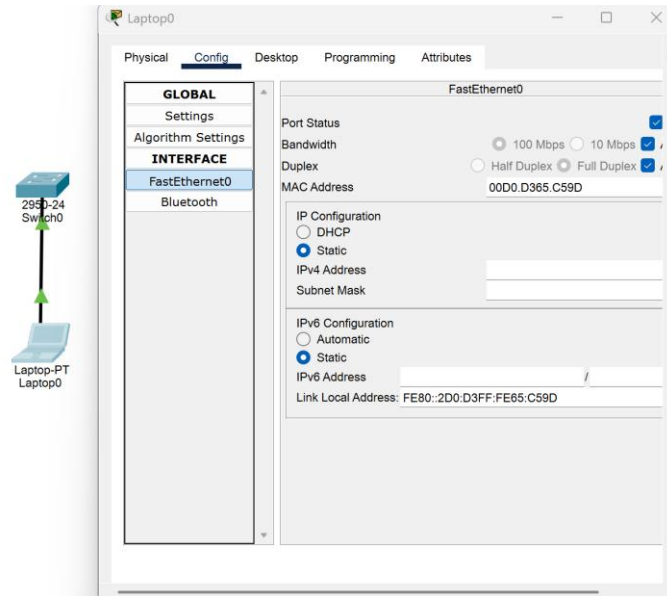 Laptop0
Physical Config Desktop Programming Attributes
GLOBAL
Settings
Algorithm Settings
INTERFACE
FastEthernet0
Bluetooth
FastEthernet0
Port Status
Bandwidth 100 Mbps 10 Mbps
Duplex Half Duplex Full Duplex
MAC Address 00D0.D365.C59D
IP Configuration
DHCP
Static
IPv4 Address
Subnet Mask
IPv6 Configuration
Automatic
Static
IPv6 Address /
Link Local Address: FE80::2D0:D3FF:FE65:C59D
2950-24
Switch0
Laptop-PT
Laptop0